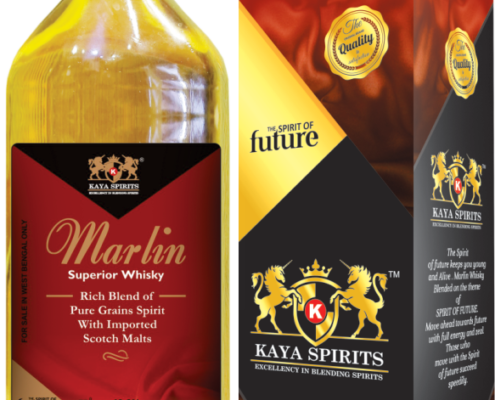 K
®
KAYA SPIRITS
EXCELLENCY IN BLENDING SPIRITS
Marlin
Superior Whisky
Rich Blend of
Pure Grains Spirit
With Imported
Scotch Malts
FOR SALE IN WEST BENGAL ONLY
The
Quality
THE SPIRIT OF
future
K
TM
KAYA SPIRITS
EXCELLENCY IN BLENDING SPIRITS
The
Quality
K
KAYA SPIRITS
EXCELLENCY IN BLENDING SPIRITS
The Spirit
of future keeps you young
and Alive. Marlin Whisky
Blended on the theme
of
SPIRIT OF FUTURE.
Move ahead towards future
with full energy and zeal.
Those who
move with the Spirit
of future succeed
speedily.